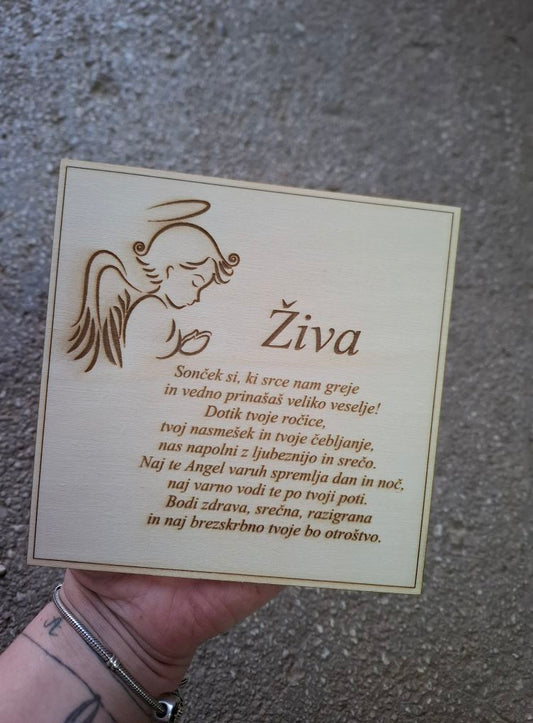 Živa
Sonček si, ki srce nam greje
in vedno prinašaš veliko veselje!
Dotik tvoje ročice,
tvoj nasmešek in tvoje čebljanje,
nas napolni z ljubeznijo in srečo.
Naj te Angel varuh spremlja dan in noč,
naj varno vodi te po tvoji poti.
Bodi zdrava, srečna, razigrana
in naj brezskrbno tvoje bo otroštvo.